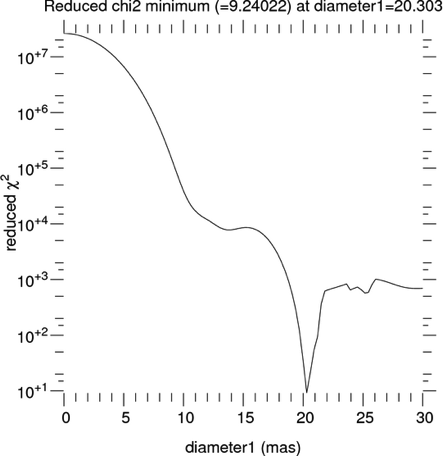 Reduced chi2 minimum (=9.24022) at diameter1=20.303
10+7
10+6
10+5
10+4
10+3
10+2
10+1
reduced χ2
0 5 10 15 20 25 30
diameter1 (mas)